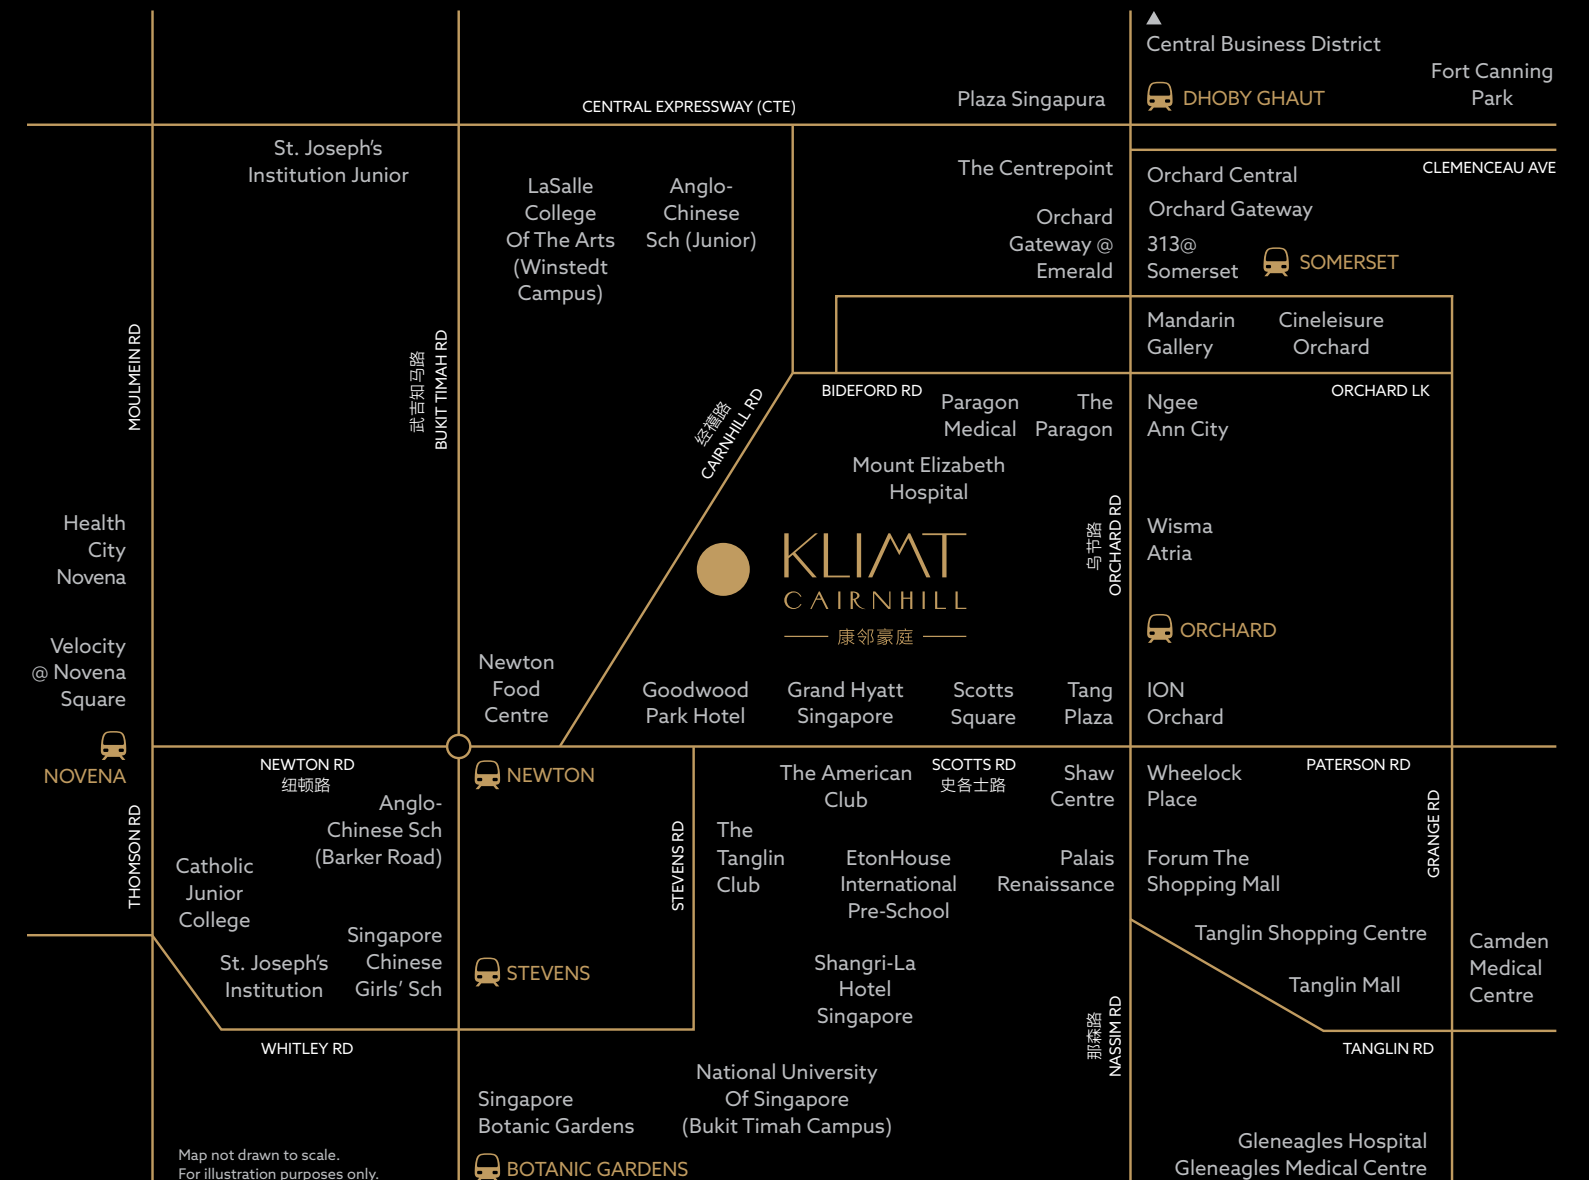 Central Business District
Fort Canning
Park
DHOBY GHAUT
Plaza Singapura
CENTRAL EXPRESSWAY (CTE)
St. Joseph's
Institution Junior
LaSalle
College
Of The Arts
(Winstedt
Campus)
Anglo-
Chinese
Sch (Junior)
The Centrepoint
Orchard
Gateway @
Emerald
CLEMENCEAU AVE
Orchard Central
Orchard Gateway
313@
Somerset
SOMERSET
Mandarin
Gallery
Cineleisure
Orchard
MOULMEIN RD
武吉知马路
BUKIT TIMAH RD
经禧路
CAIRNHILL RD
BIDEFORD RD
ORCHARD LK
Paragon
Medical
The
Paragon
Ngee
Ann City
Mount Elizabeth
Hospital
乌节路
ORCHARD RD
Wisma
Atria
Health
City
Novena
KLIMT
CAIRNHILL
康邻豪庭
ORCHARD
Velocity
@ Novena
Square
Newton
Food
Centre
Goodwood
Park Hotel
Grand Hyatt
Singapore
Scotts
Square
Tang
Plaza
ION
Orchard
NOVENA
NEWTON RD
纽顿路
NEWTON
The American
Club
SCOTTS RD
史各士路
Shaw
Centre
Wheelock
Place
PATERSON RD
THOMSON RD
Anglo-
Chinese Sch
(Barker Road)
Catholic
Junior
College
STEVENS RD
The
Tanglin
Club
EtonHouse
International
Pre-School
Palais
Renaissance
Forum The
Shopping Mall
GRANGE RD
Singapore
Chinese
Girls' Sch
St. Joseph's
Institution
STEVENS
Shangri-La
Hotel
Singapore
Tanglin Shopping Centre
Tanglin Mall
Camden
Medical
Centre
那森路
NASSIM RD
WHITLEY RD
TANGLIN RD
Singapore
Botanic Gardens
National University
Of Singapore
(Bukit Timah Campus)
BOTANIC GARDENS
Gleneagles Hospital
Gleneagles Medical Centre
Map not drawn to scale.
For illustration purposes only.